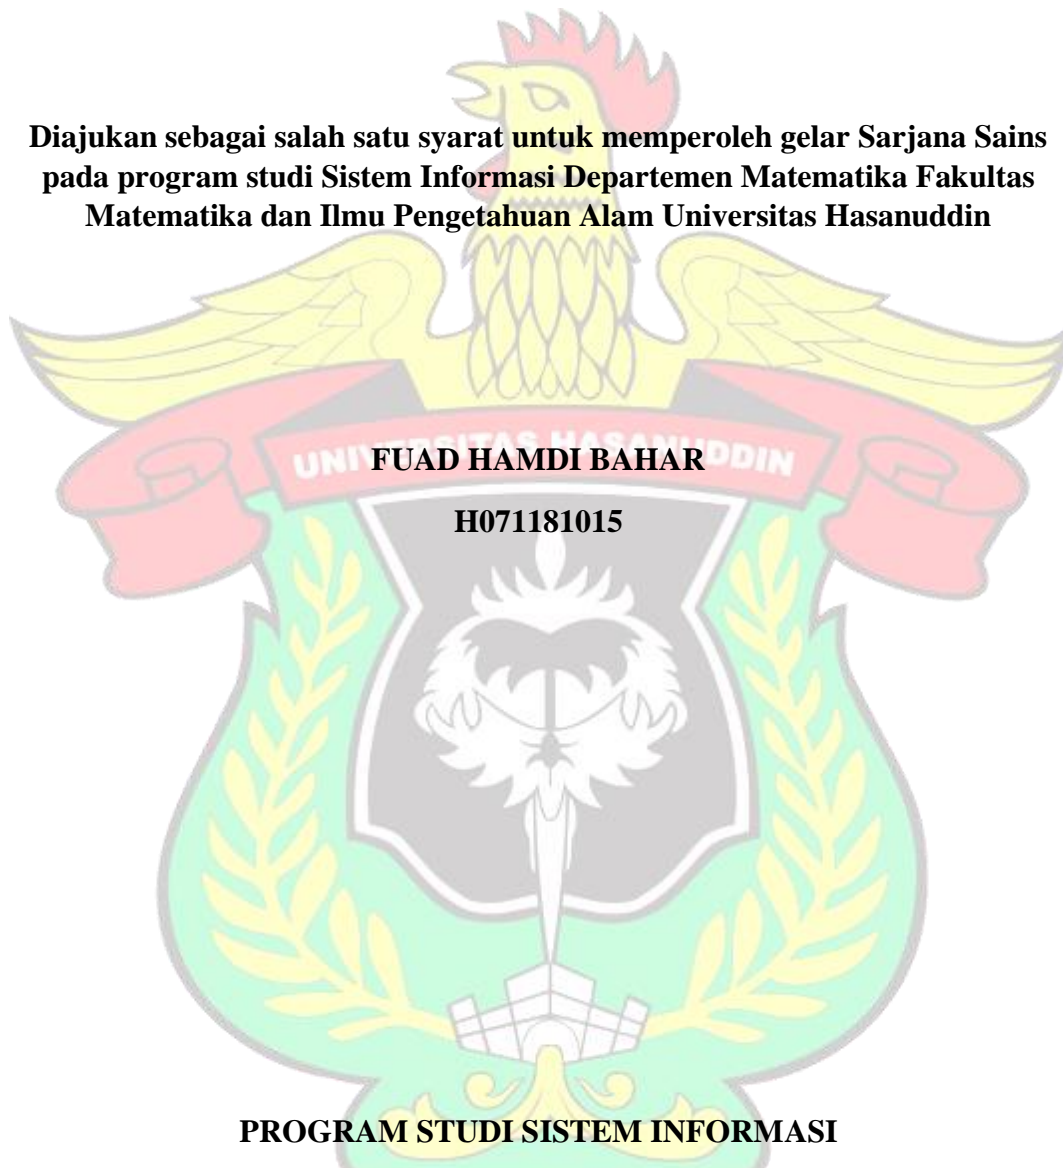 Diajukan sebagai salah satu syarat untuk memperoleh gelar Sarjana Sains
pada program studi Sistem Informasi Departemen Matematika Fakultas
Matematika dan Ilmu Pengetahuan Alam Universitas Hasanuddin
UNIVERSITAS HASANUDDIN
FUAD HAMDI BAHAR
H071181015
PROGRAM STUDI SISTEM INFORMASI